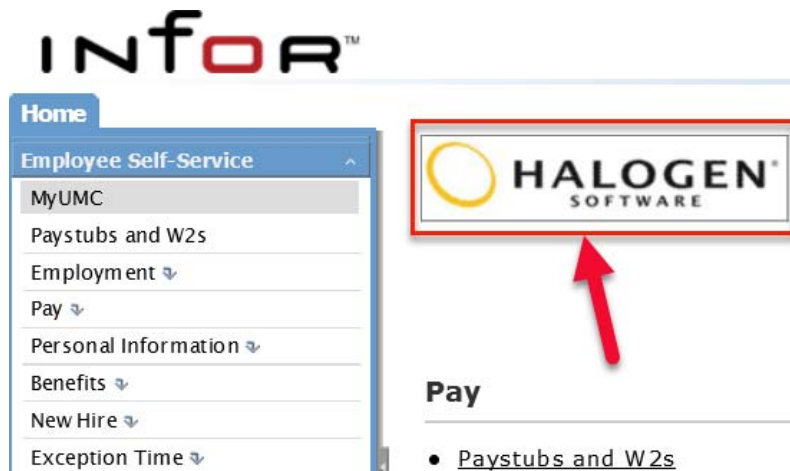 INFOR™
Home
Employee Self-Service
MyUMC
Paystubs and W2s
Employment
Pay
Personal Information
Benefits
New Hire
Exception Time
HALOGEN®
SOFTWARE
Pay
• Paystubs and W2s